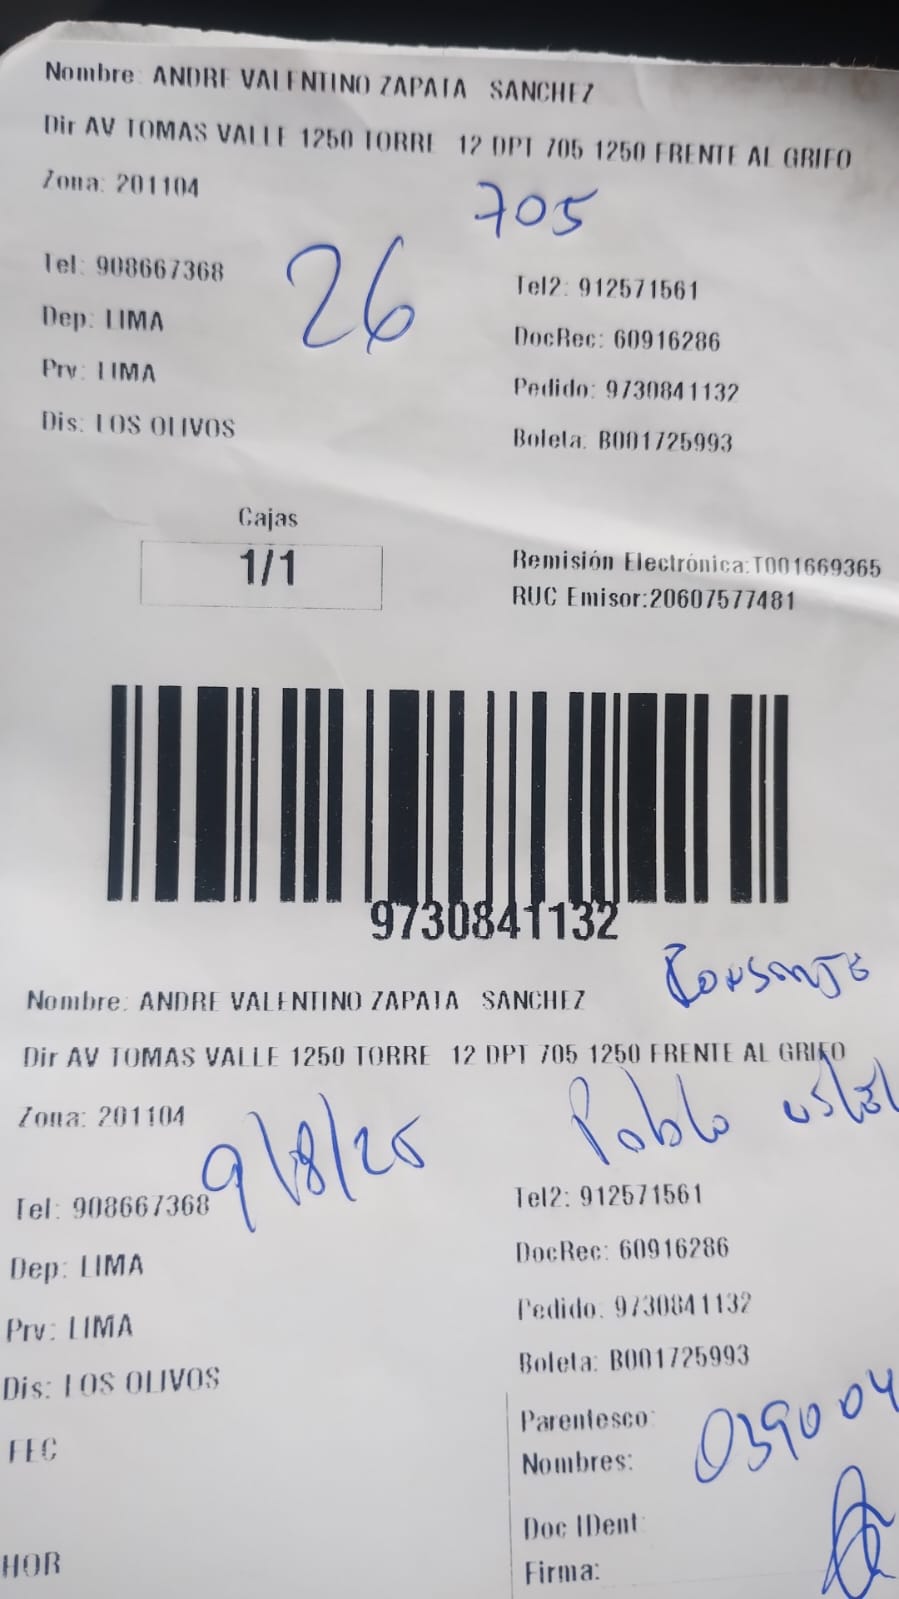 Nombre: ANDRE VALENTINO ZAPATA SANCHEZ
Dir AV TOMAS VALLE 1250 TORRE 12 DPT 705 1250 FRENTE AL GRIFO
Zona: 201104
705
26
Tel: 908667368
Tel2: 912571561
Dep: LIMA
DocRec: 60916286
Prv: LIMA
Pedido: 9730841132
Dis: LOS OLIVOS
Boleta: B001725993
Cajas
1/1
Remisión Electrónica:T001669365
RUC Emisor:20607577481
9730841132
Nombre: ANDRE VALENTINO ZAPATA SANCHEZ
Dir AV TOMAS VALLE 1250 TORRE 12 DPT 705 1250 FRENTE AL GRIFO
Zona: 201104
Pablo
9/8/25
Tel: 908667368
Tel2: 912571561
Dep: LIMA
DocRec: 60916286
Prv: LIMA
Pedido: 9730841132
Dis: LOS OLIVOS
Boleta: B001725993
FEC
Parentesco:
Nombres:
Doc IDent:
HOR
Firma: